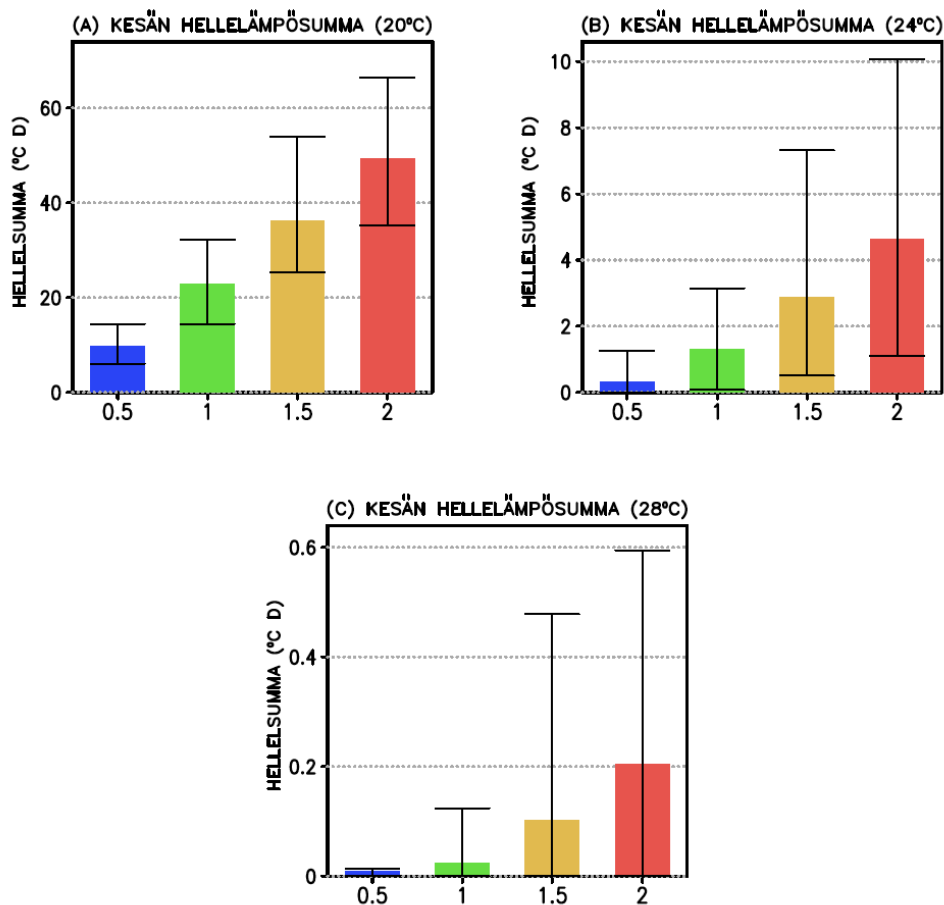 (A) KESÄN HELLELÄMPÖSUMMA (20°C)
HELLELSUMMA (°C D)
60
40
20
0
0.5 1 1.5 2
(B) KESÄN HELLELÄMPÖSUMMA (24°C)
HELLELSUMMA (°C D)
10
8
6
4
2
0
0.5 1 1.5 2
(C) KESÄN HELLELÄMPÖSUMMA (28°C)
HELLELSUMMA (°C D)
0.6
0.4
0.2
0
0.5 1 1.5 2